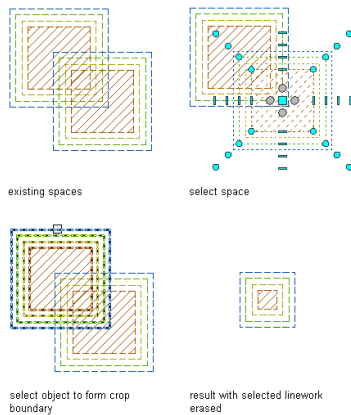 existing spaces
select space
select object to form crop
boundary
result with selected linework
erased